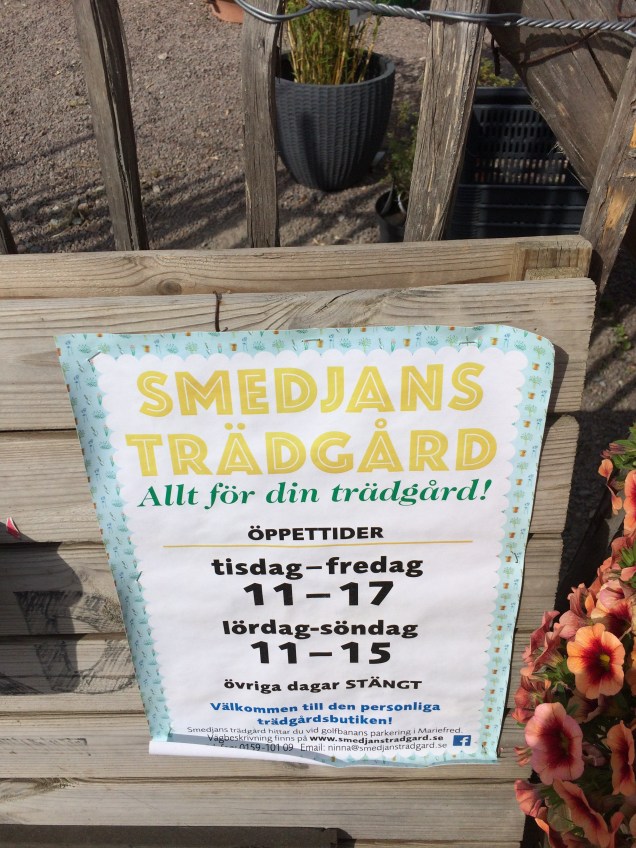 SMEDJANS
TRÄDGÅRD
Allt för din trädgård!
ÖPPETTIDER
tisdag–fredag
11–17
lördag-söndag
11–15
övriga dagar STÄNGT
Välkommen till den personliga
trädgårdsbutiken!
Smedjans trädgård hittar du vid golfbanans parkering i Mariefred.
Vägbeskrivning finns på www.smedjanstradgard.se
0159-101 09 Email: ninna@smedjanstradgard.se